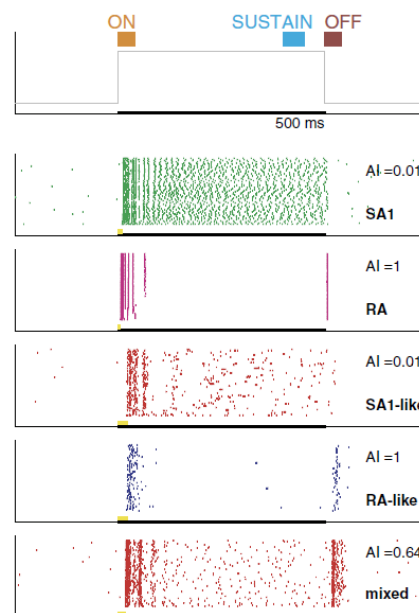 ON SUSTAIN OFF
500 ms
AI =0.01
SA1
AI =1
RA
AI =0.01
SA1-like
AI =1
RA-like
AI =0.64
mixed